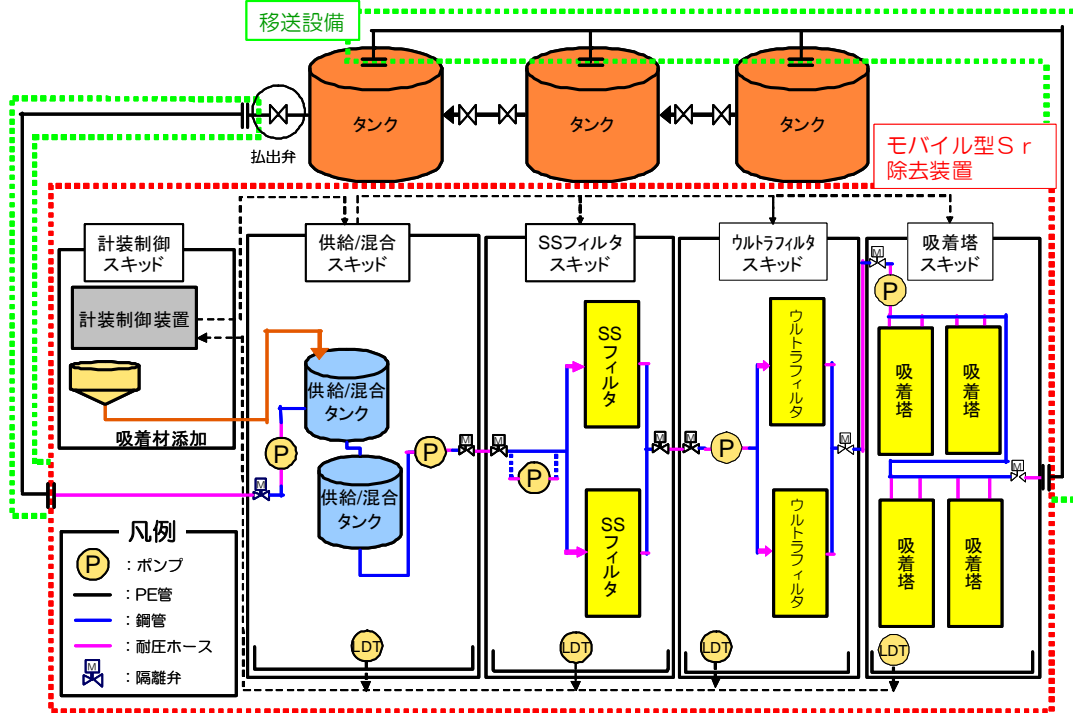 移送設備
タンク
タンク
タンク
払出弁
モバイル型Ｓｒ
除去装置
計装制御
スキッド
供給/混合
スキッド
SSフィルタ
スキッド
ウルトラフィルタ
スキッド
吸着塔
スキッド
計装制御装置
吸着材添加
供給/混合
タンク
供給/混合
タンク
P
P
P
P
P
M
M
M
M
M
M
M
M
SSフィルタ
SSフィルタ
ウルトラフィルタ
ウルトラフィルタ
吸着塔
吸着塔
吸着塔
吸着塔
LDT
LDT
LDT
LDT
凡例
P
：ポンプ
：PE管
：鋼管
：耐圧ホース
M
：隔離弁